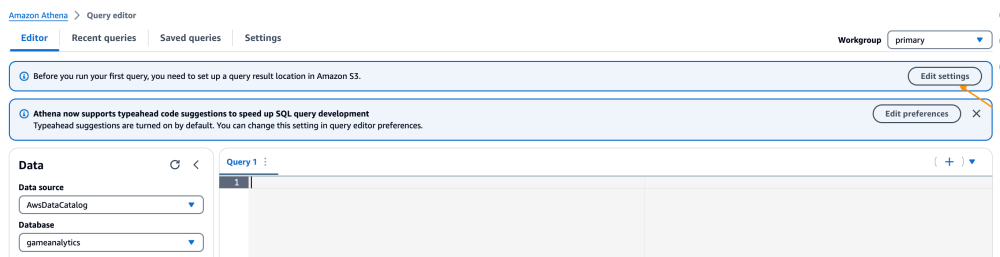 Amazon Athena > Query editor
Editor Recent queries Saved queries Settings
Workgroup primary
Before you run your first query, you need to set up a query result location in Amazon S3.
Edit settings
Athena now supports typeahead code suggestions to speed up SQL query development
Typeahead suggestions are turned on by default. You can change this setting in query editor preferences.
Edit preferences
Data
Data source
AwsDataCatalog
Database
gameanalytics
Query 1
1